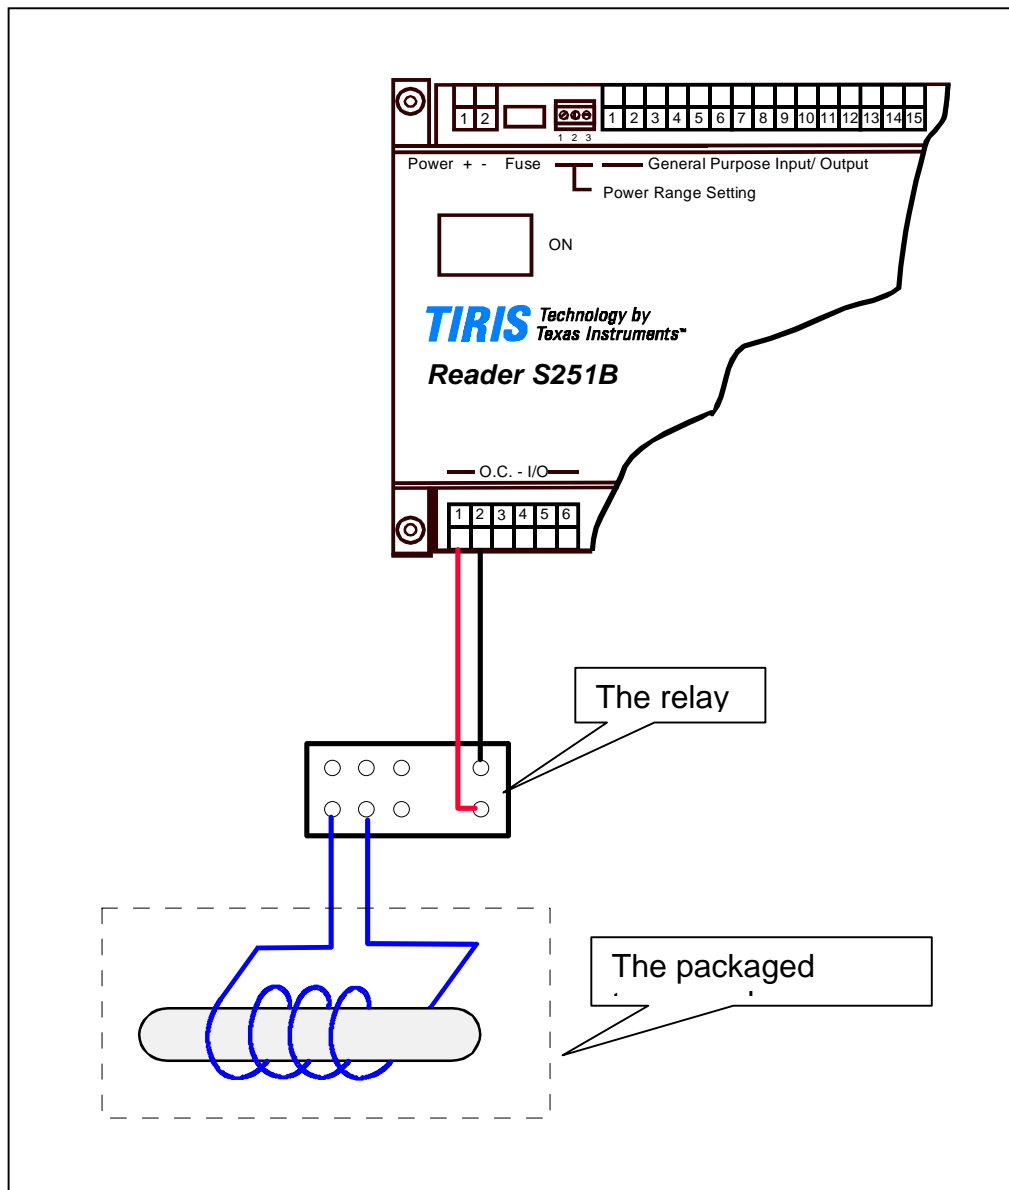 1 2 1 2 3 4 5 6 7 8 9 10 11 12 13 14 15
1 2 3
Power + - Fuse General Purpose Input/ Output
Power Range Setting
ON
TIRIS Technology by
Texas Instruments™
Reader S251B
O.C. - I/O
1 2 3 4 5 6
The relay
The packaged